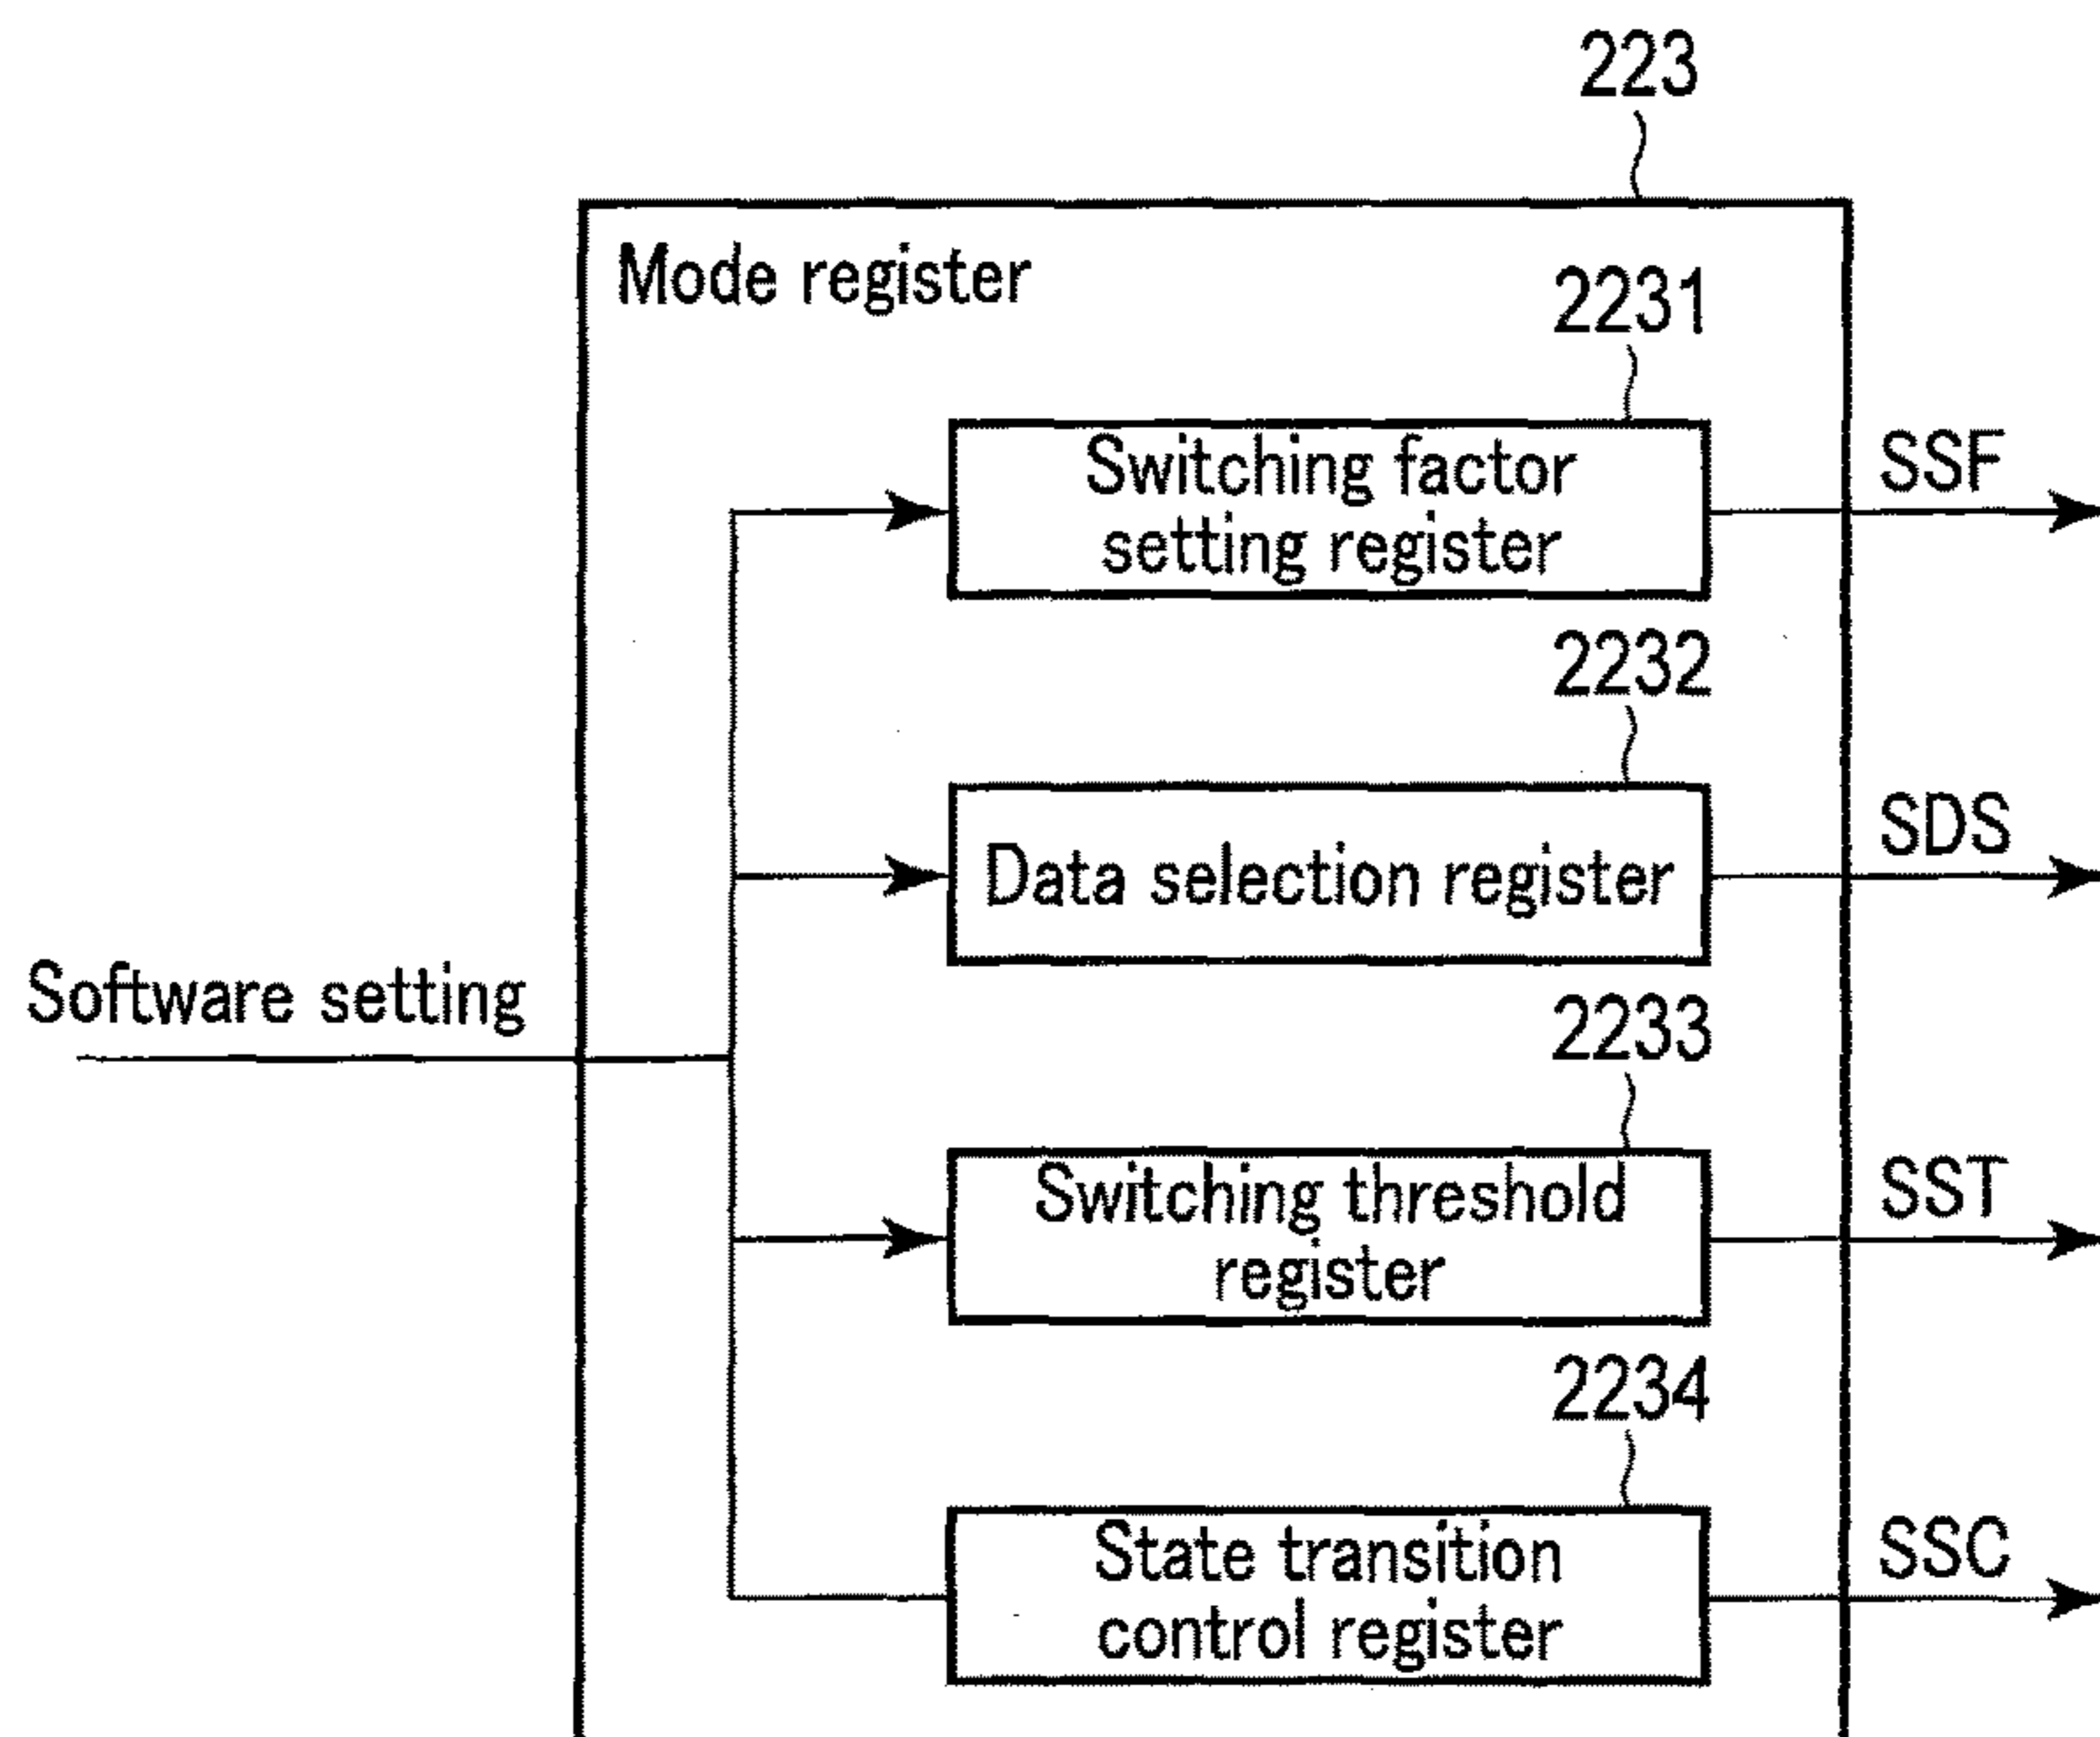 223
Mode register
2231
Switching factor
setting register
SSF
2232
Data selection register
SDS
Software setting
2233
Switching threshold
register
SST
2234
State transition
control register
SSC